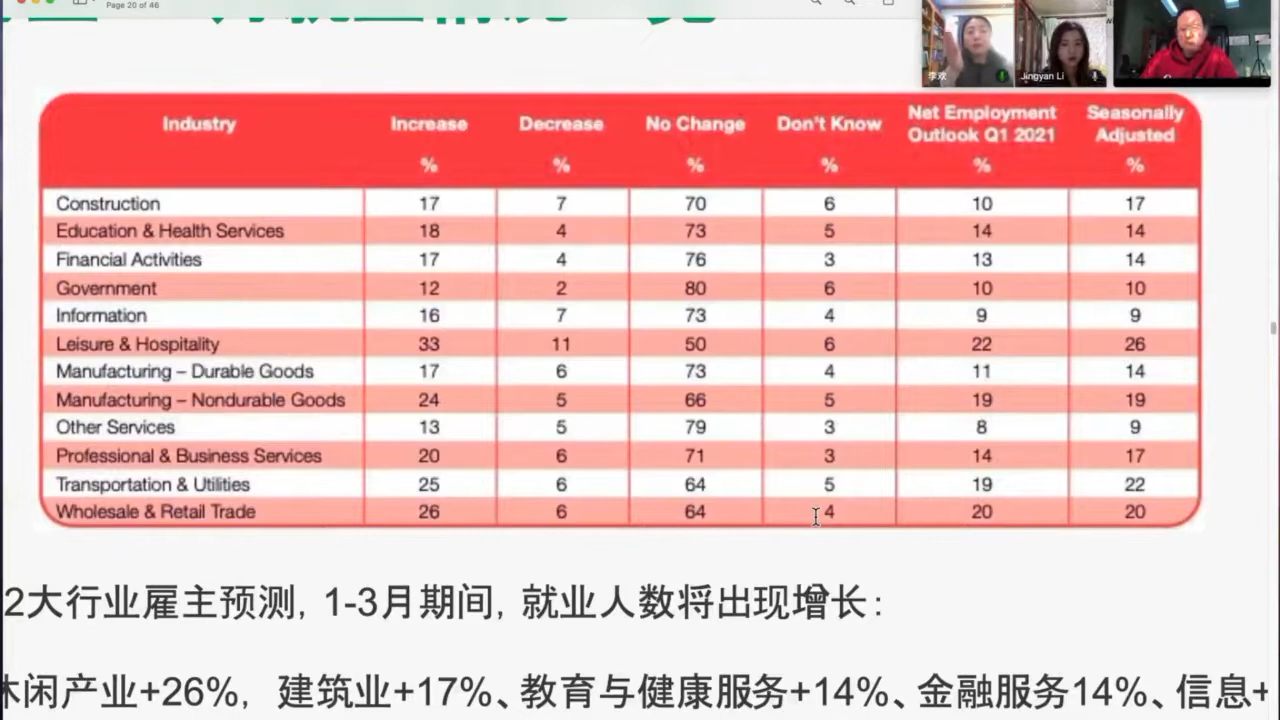 Page 20 of 46
李欢
Jingyan Li
Industry Increase Decrease No Change Don't Know Net Employment Outlook Q1 2021 Seasonally Adjusted
% % % % % %
Construction 17 7 70 6 10 17
Education & Health Services 18 4 73 5 14 14
Financial Activities 17 4 76 3 13 14
Government 12 2 80 6 10 10
Information 16 7 73 4 9 9
Leisure & Hospitality 33 11 50 6 22 26
Manufacturing – Durable Goods 17 6 73 4 11 14
Manufacturing – Nondurable Goods 24 5 66 5 19 19
Other Services 13 5 79 3 8 9
Professional & Business Services 20 6 71 3 14 17
Transportation & Utilities 25 6 64 5 19 22
Wholesale & Retail Trade 26 6 64 4 20 20
2大行业雇主预测, 1-3月期间, 就业人数将出现增长:
休闲产业+26%, 建筑业+17%、教育与健康服务+14%、金融服务14%、信息+